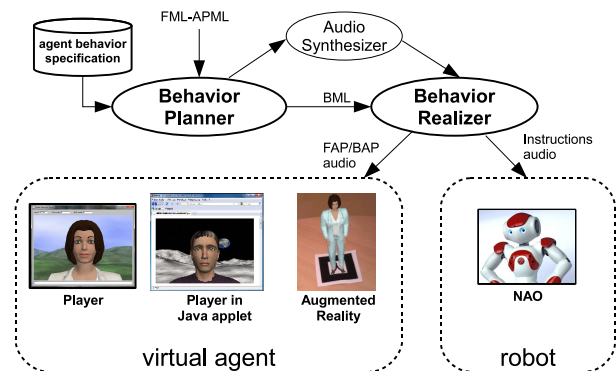 FML-APML
agent behavior
specification
Audio
Synthesizer
Behavior
Planner
BML
Behavior
Realizer
FAP/BAP
audio
Instructions
audio
Player
Player in
Java applet
Augmented
Reality
NAO
virtual agent
robot